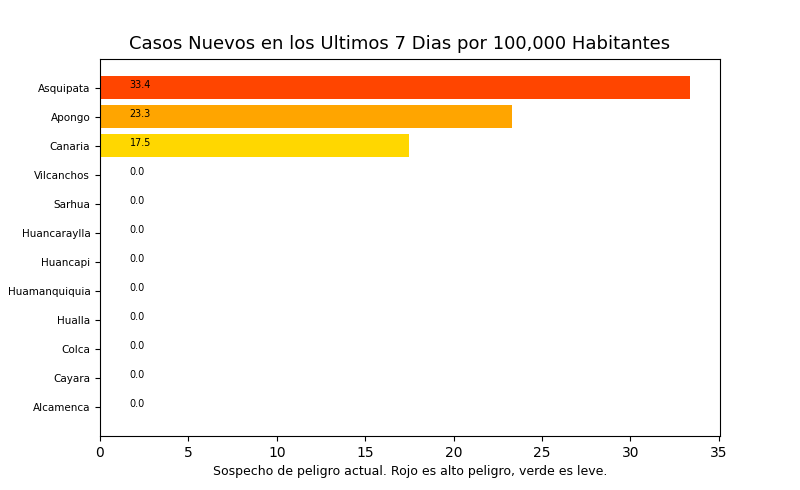 Casos Nuevos en los Ultimos 7 Dias por 100,000 Habitantes
Asquipata 33.4
Apongo 23.3
Canaria 17.5
Vilcanchos 0.0
Sarhua 0.0
Huancaraylla 0.0
Huancapi 0.0
Huamanquiquia 0.0
Hualla 0.0
Colca 0.0
Cayara 0.0
Alcamenca 0.0
0 5 10 15 20 25 30 35
Sospecho de peligro actual. Rojo es alto peligro, verde es leve.